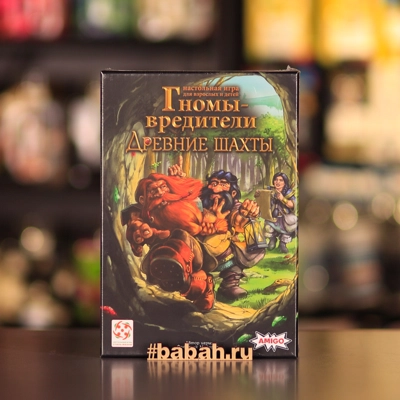 настольная игра
для взрослых и детей
Гномы-
вредители
Древние шахты
AMIGO
#babah.ru